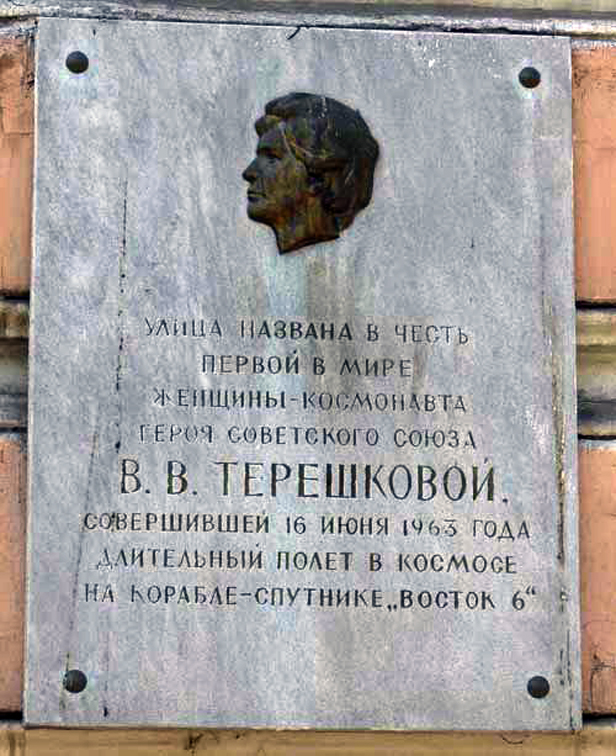 УЛИЦА НАЗВАНА В ЧЕСТЬ
ПЕРВОЙ В МИРЕ
ЖЕНЩИНЫ-КОСМОНАВТА
ГЕРОЯ СОВЕТСКОГО СОЮЗА
В. В. ТЕРЕШКОВОЙ,
СОВЕРШИВШЕЙ 16 ИЮНЯ 1963 ГОДА
ДЛИТЕЛЬНЫЙ ПОЛЕТ В КОСМОСЕ
НА КОРАБЛЕ-СПУТНИКЕ „ВОСТОК 6“